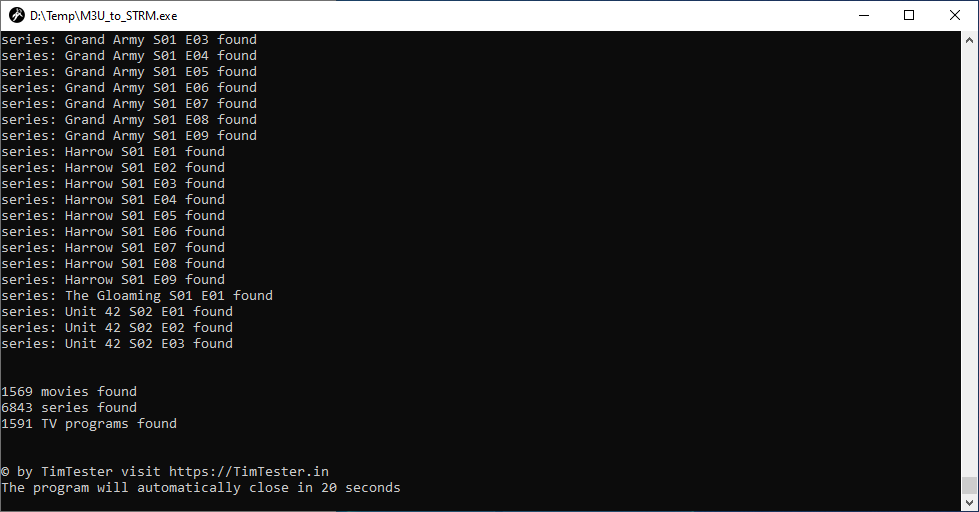 D:\Temp\M3U_to_STRM.exe
series: Grand Army S01 E03 found
series: Grand Army S01 E04 found
series: Grand Army S01 E05 found
series: Grand Army S01 E06 found
series: Grand Army S01 E07 found
series: Grand Army S01 E08 found
series: Grand Army S01 E09 found
series: Harrow S01 E01 found
series: Harrow S01 E02 found
series: Harrow S01 E03 found
series: Harrow S01 E04 found
series: Harrow S01 E05 found
series: Harrow S01 E06 found
series: Harrow S01 E07 found
series: Harrow S01 E08 found
series: Harrow S01 E09 found
series: The Gloaming S01 E01 found
series: Unit 42 S02 E01 found
series: Unit 42 S02 E02 found
series: Unit 42 S02 E03 found
1569 movies found
6843 series found
1591 TV programs found
© by TimTester visit https://TimTester.in
The program will automatically close in 20 seconds